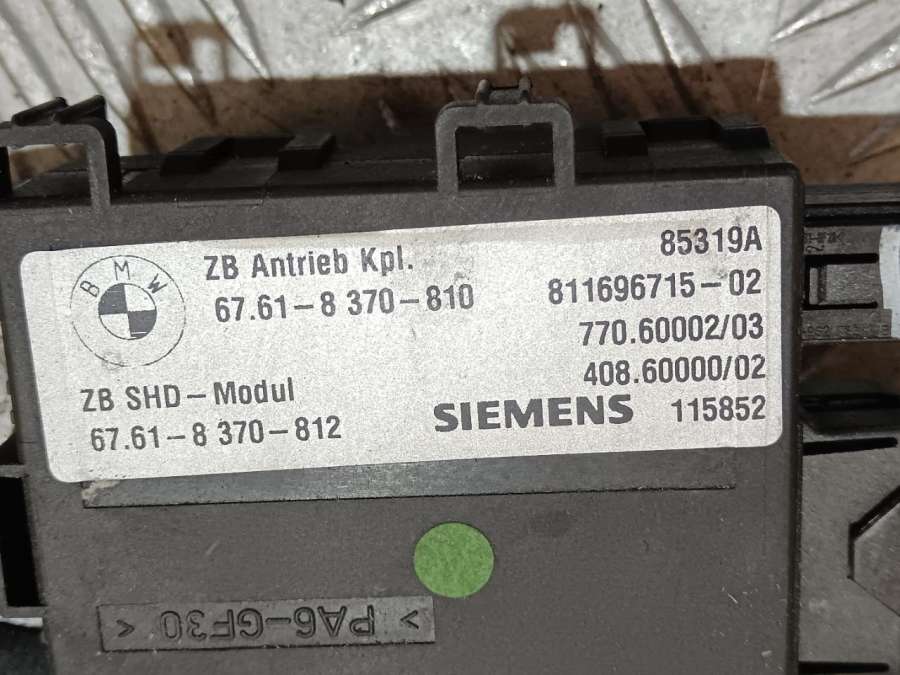 BMW
ZB Antrieb Kpl.
67.61-8 370-810
ZB SHD-Modul
67.61-8 370-812
85319A
811696715-02
770.60002/03
408.60000/02
SIEMENS 115852
> PA6-GF30 <